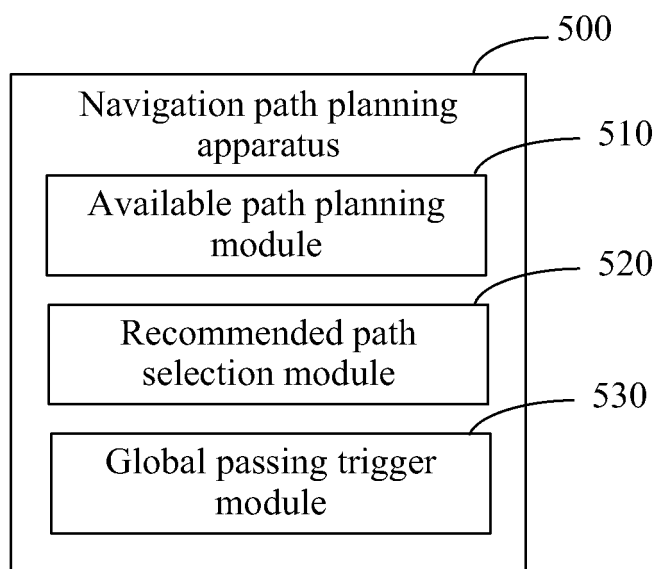 500
Navigation path planning
apparatus
510
Available path planning
module
520
Recommended path
selection module
530
Global passing trigger
module